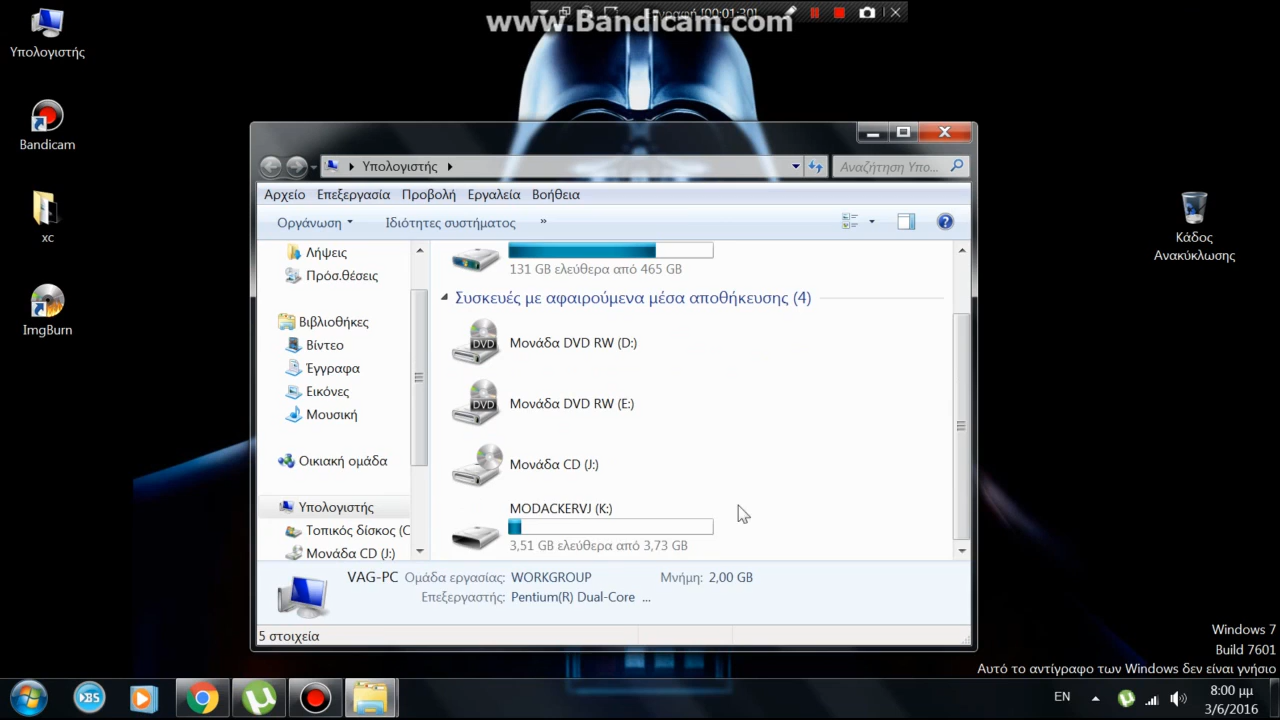 www.Bandicam.com
[00:01:30]
Υπολογιστής
Bandicam
xc
ImgBurn
Κάδος
Ανακύκλωσης
Υπολογιστής
Αναζήτηση Υπο...
Αρχείο Επεξεργασία Προβολή Εργαλεία Βοήθεια
Οργάνωση Ιδιότητες συστήματος »
Λήψεις
Πρόσ.θέσεις
Βιβλιοθήκες
Βίντεο
Έγγραφα
Εικόνες
Μουσική
Οικιακή ομάδα
Υπολογιστής
Τοπικός δίσκος (C
Μονάδα CD (J:)
131 GB ελεύθερα από 465 GB
Συσκευές με αφαιρούμενα μέσα αποθήκευσης (4)
DVD
Μονάδα DVD RW (D:)
DVD
Μονάδα DVD RW (E:)
Μονάδα CD (J:)
MODACKERVJ (K:)
3,51 GB ελεύθερα από 3,73 GB
VAG-PC Ομάδα εργασίας: WORKGROUP Μνήμη: 2,00 GB
Επεξεργαστής: Pentium(R) Dual-Core ...
5 στοιχεία
Windows 7
Build 7601
Αυτό το αντίγραφο των Windows δεν είναι γνήσιο
BS
EN
8:00 μμ
3/6/2016